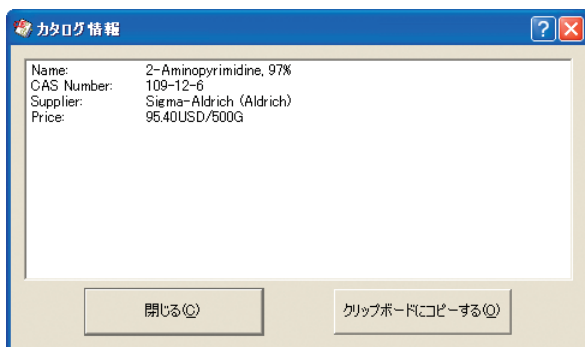 カタログ情報
Name: 2-Aminopyrimidine, 97%
CAS Number: 109-12-6
Supplier: Sigma-Aldrich (Aldrich)
Price: 95.40USD/500G
閉じる(C) クリップボードにコピーする(O)